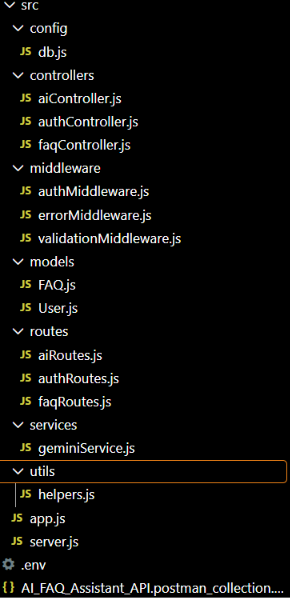 src
config
JS db.js
controllers
JS aiController.js
JS authController.js
JS faqController.js
middleware
JS authMiddleware.js
JS errorMiddleware.js
JS validationMiddleware.js
models
JS FAQ.js
JS User.js
routes
JS aiRoutes.js
JS authRoutes.js
JS faqRoutes.js
services
JS geminiService.js
utils
JS helpers.js
JS app.js
JS server.js
.env
{} AI_FAQ_Assistant_API.postman_collection....